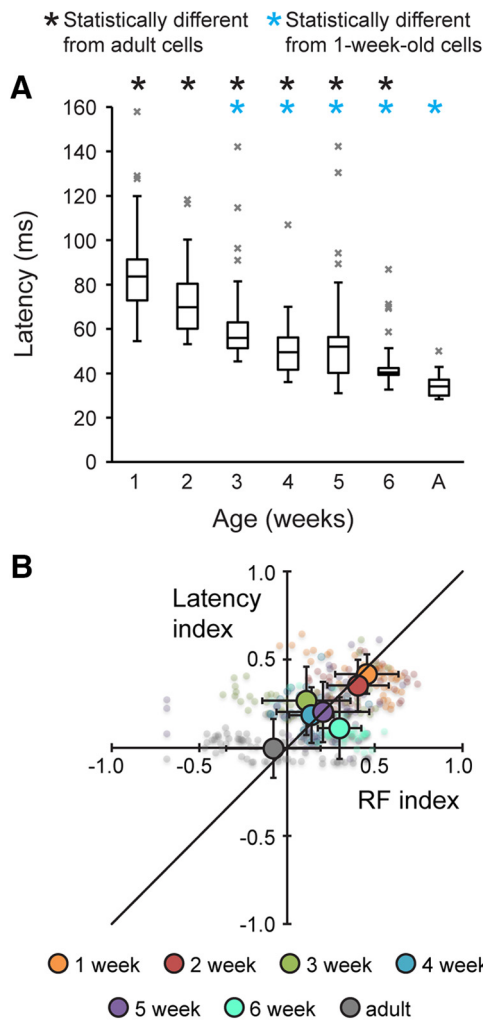 * Statistically different from adult cells
* Statistically different from 1-week-old cells
A
* * * * * *
* * * * *
160
140
120
100
80
60
40
20
0
Latency (ms)
1 2 3 4 5 6 A
Age (weeks)
B
1.0
Latency
index
0.5
-1.0 -0.5 0.5 1.0
RF index
-0.5
-1.0
1 week 2 week 3 week 4 week
5 week 6 week adult